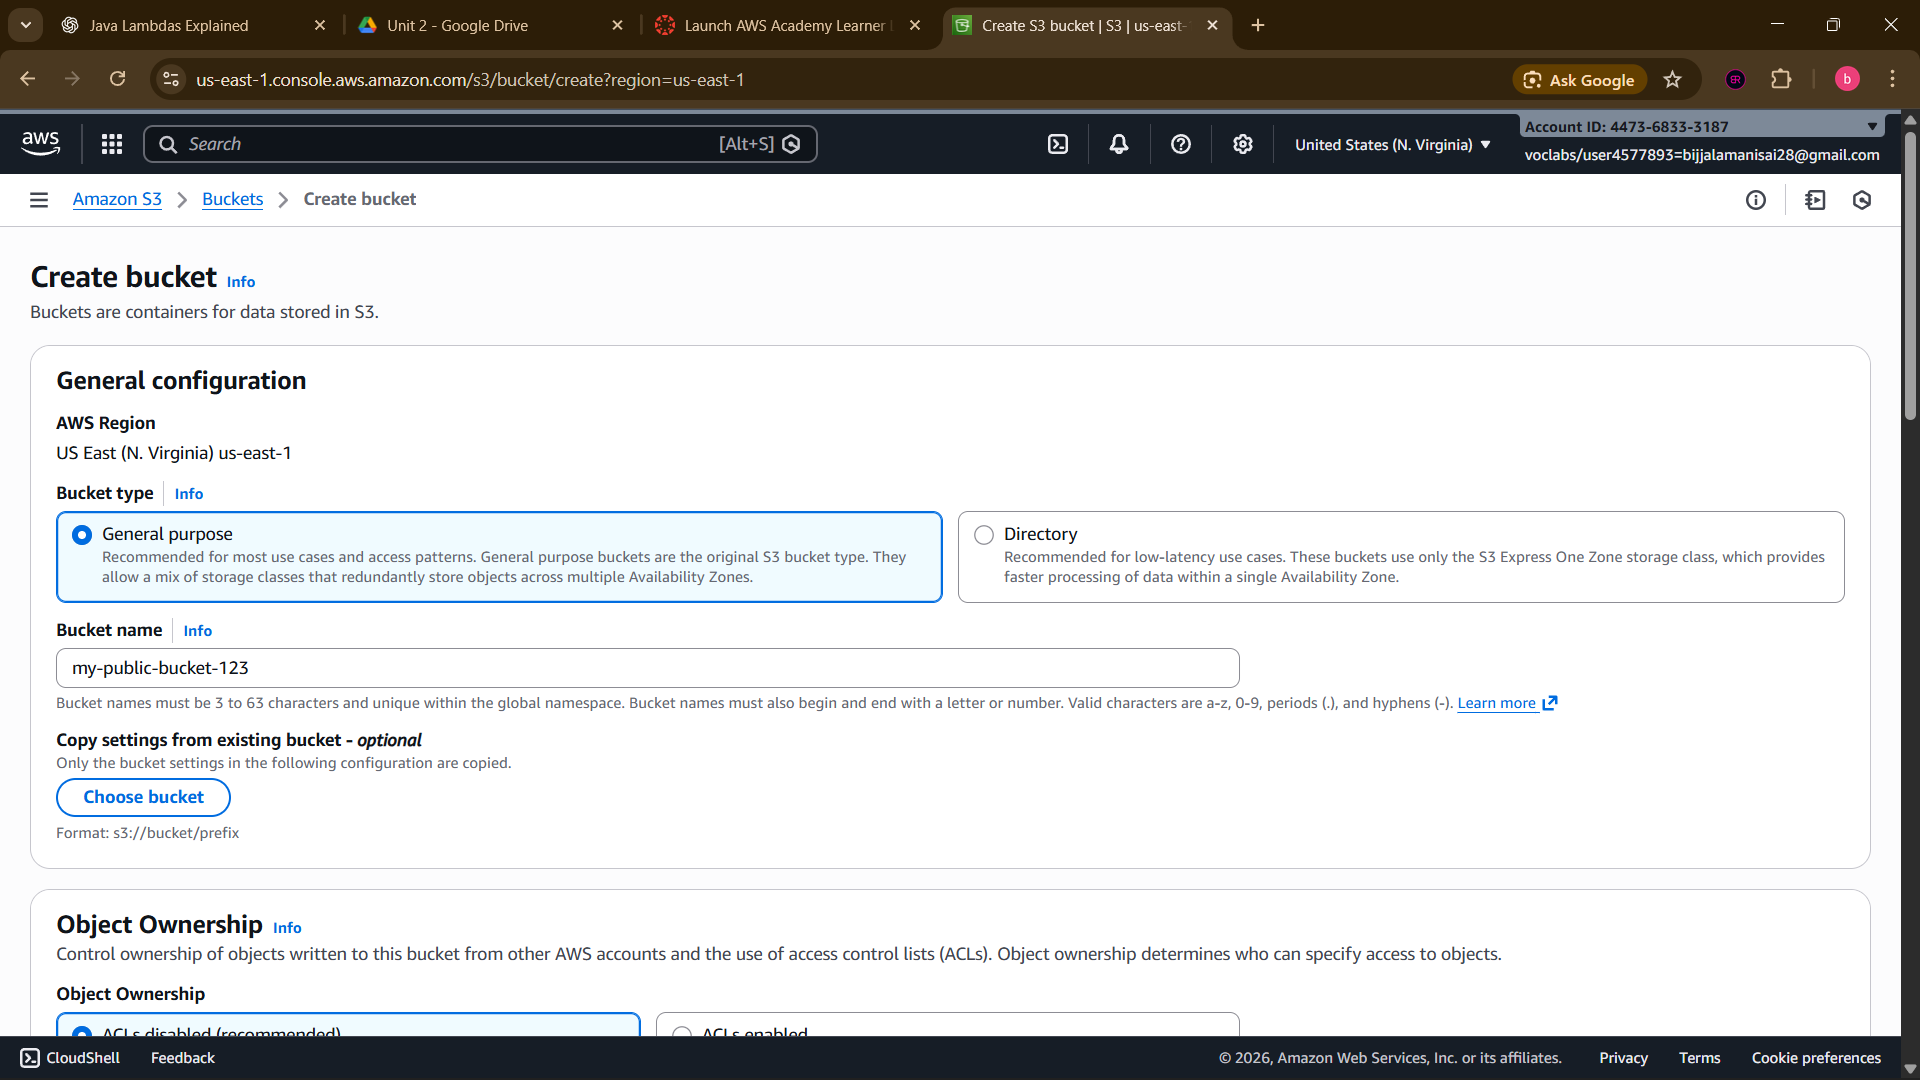 Java Lambdas Explained
Unit 2 - Google Drive
Launch AWS Academy Learner
Create S3 bucket | S3 | us-east-
us-east-1.console.aws.amazon.com/s3/bucket/create?region=us-east-1
Ask Google
b
aws
Search
[Alt+S]
United States (N. Virginia)
Account ID: 4473-6833-3187
voclabs/user4577893=bijjalamanisai28@gmail.com
Amazon S3 > Buckets > Create bucket
Create bucket Info
Buckets are containers for data stored in S3.
General configuration
AWS Region
US East (N. Virginia) us-east-1
Bucket type Info
General purpose
Recommended for most use cases and access patterns. General purpose buckets are the original S3 bucket type. They
allow a mix of storage classes that redundantly store objects across multiple Availability Zones.
Directory
Recommended for low-latency use cases. These buckets use only the S3 Express One Zone storage class, which provides
faster processing of data within a single Availability Zone.
Bucket name Info
my-public-bucket-123
Bucket names must be 3 to 63 characters and unique within the global namespace. Bucket names must also begin and end with a letter or number. Valid characters are a-z, 0-9, periods (.), and hyphens (-). Learn more
Copy settings from existing bucket - optional
Only the bucket settings in the following configuration are copied.
Choose bucket
Format: s3://bucket/prefix
Object Ownership Info
Control ownership of objects written to this bucket from other AWS accounts and the use of access control lists (ACLs). Object ownership determines who can specify access to objects.
Object Ownership
ACLs disabled (recommended)
ACLs enabled
CloudShell
Feedback
© 2026, Amazon Web Services, Inc. or its affiliates.
Privacy
Terms
Cookie preferences